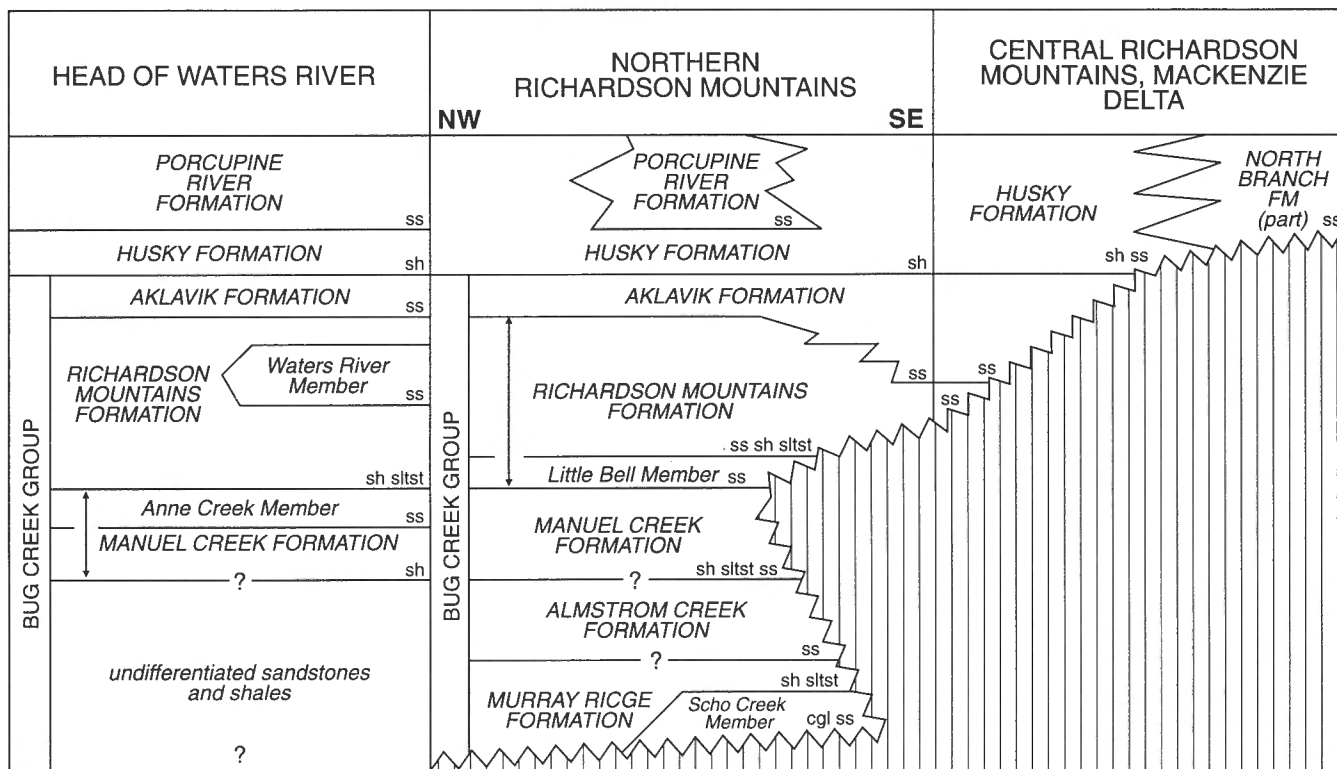 HEAD OF WATERS RIVER
NORTHERN
RICHARDSON MOUNTAINS
NW
SE
CENTRAL RICHARDSON
MOUNTAINS, MACKENZIE
DELTA
PORCUPINE
RIVER
FORMATION
ss
HUSKY FORMATION
sh
BUG CREEK GROUP
AKLAVIK FORMATION
ss
RICHARDSON
MOUNTAINS
FORMATION
Waters River
Member
ss
sh sltst
Anne Creek Member
ss
MANUEL CREEK FORMATION
sh
?
undifferentiated sandstones
and shales
?
PORCUPINE
RIVER
FORMATION
ss
HUSKY FORMATION
sh
BUG CREEK GROUP
AKLAVIK FORMATION
ss
RICHARDSON MOUNTAINS
FORMATION
ss sh sltst
Little Bell Member
ss
MANUEL CREEK
FORMATION
sh sltst ss
?
ALMSTROM CREEK
FORMATION
ss
?
sh sltst
MURRAY RICGE
FORMATION
Scho Creek
Member
cgl ss
HUSKY
FORMATION
sh ss
NORTH
BRANCH
FM
(part)
ss
ss
ss